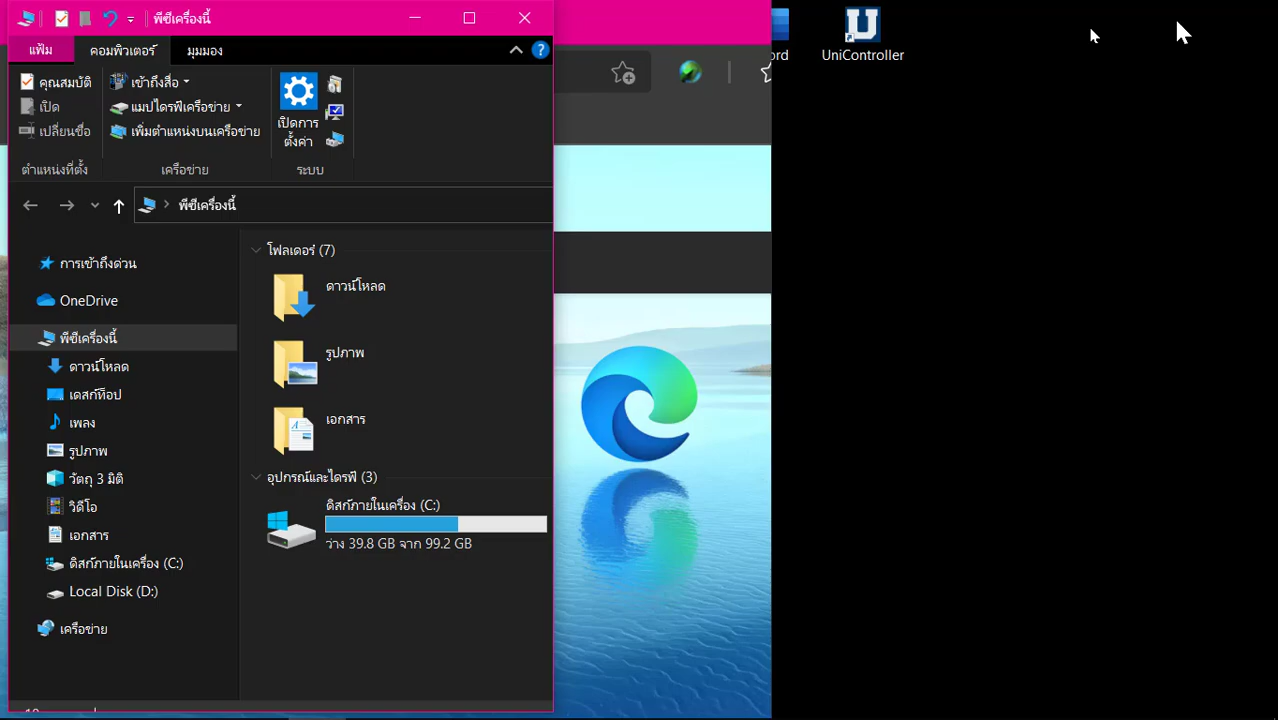 พีซีเครื่องนี้
แฟ้ม
คอมพิวเตอร์
มุมมอง
คุณสมบัติ
เปิด
เปลี่ยนชื่อ
ตำแหน่งที่ตั้ง
เข้าถึงสื่อ
แมปไดรฟ์เครือข่าย
เพิ่มตำแหน่งบนเครือข่าย
เครือข่าย
เปิดการ
ตั้งค่า
ระบบ
พีซีเครื่องนี้
การเข้าถึงด่วน
OneDrive
พีซีเครื่องนี้
ดาวน์โหลด
เดสก์ท็อป
เพลง
รูปภาพ
วัตถุ 3 มิติ
วิดีโอ
เอกสาร
ดิสก์ภายในเครื่อง (C:)
Local Disk (D:)
เครือข่าย
โฟลเดอร์ (7)
ดาวน์โหลด
รูปภาพ
เอกสาร
อุปกรณ์และไดรฟ์ (3)
ดิสก์ภายในเครื่อง (C:)
ว่าง 39.8 GB จาก 99.2 GB
ord
UniController